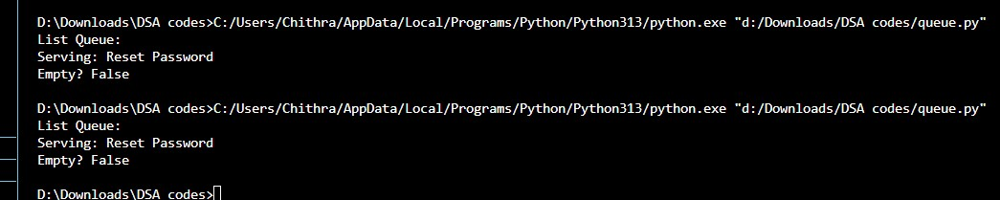 D:\Downloads\DSA codes>C:/Users/Chithra/AppData/Local/Programs/Python/Python313/python.exe "d:/Downloads/DSA codes/queue.py"
List Queue:
Serving: Reset Password
Empty? False
D:\Downloads\DSA codes>C:/Users/Chithra/AppData/Local/Programs/Python/Python313/python.exe "d:/Downloads/DSA codes/queue.py"
List Queue:
Serving: Reset Password
Empty? False
D:\Downloads\DSA codes>